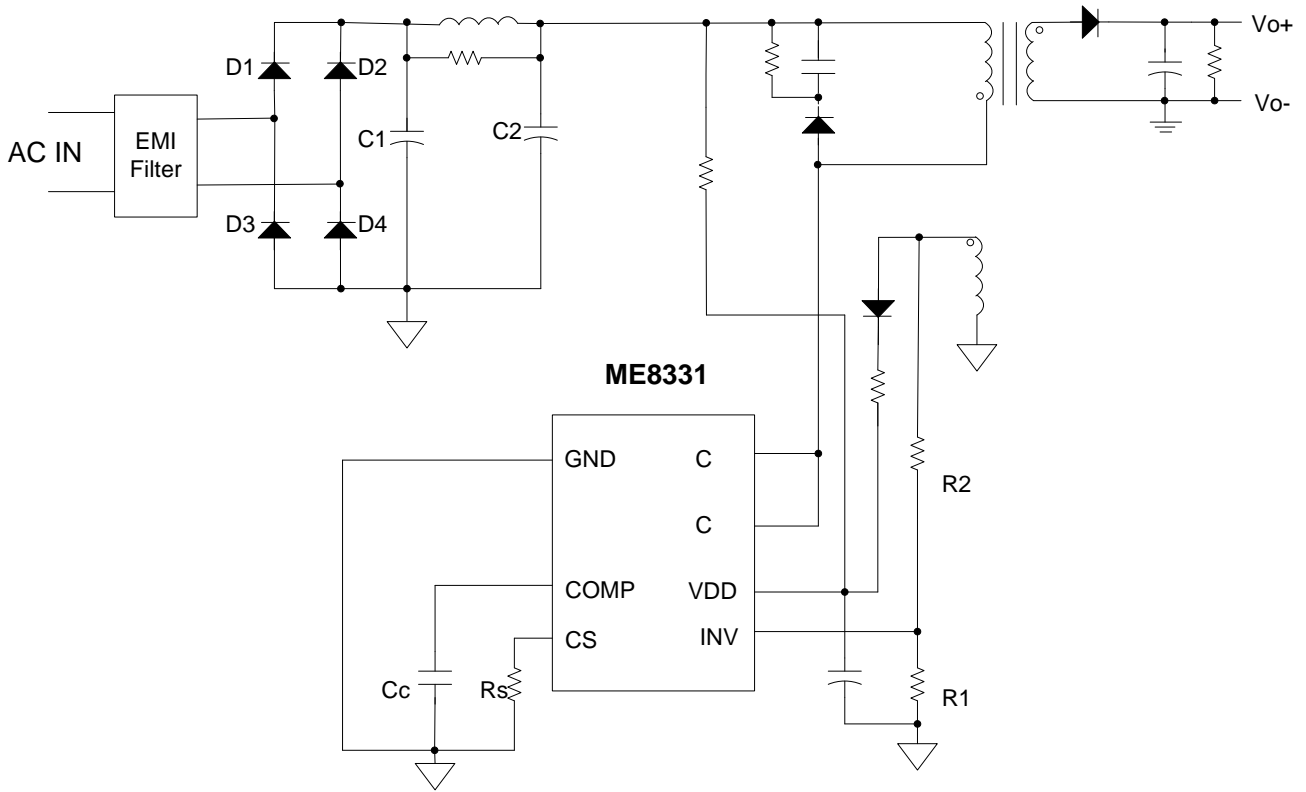 Vo+
D1
D2
C1
C2
Vo-
AC IN
EMI
Filter
D3
D4
ME8331
GND
C
R2
C
COMP
VDD
CS
INV
Cc
Rs
R1